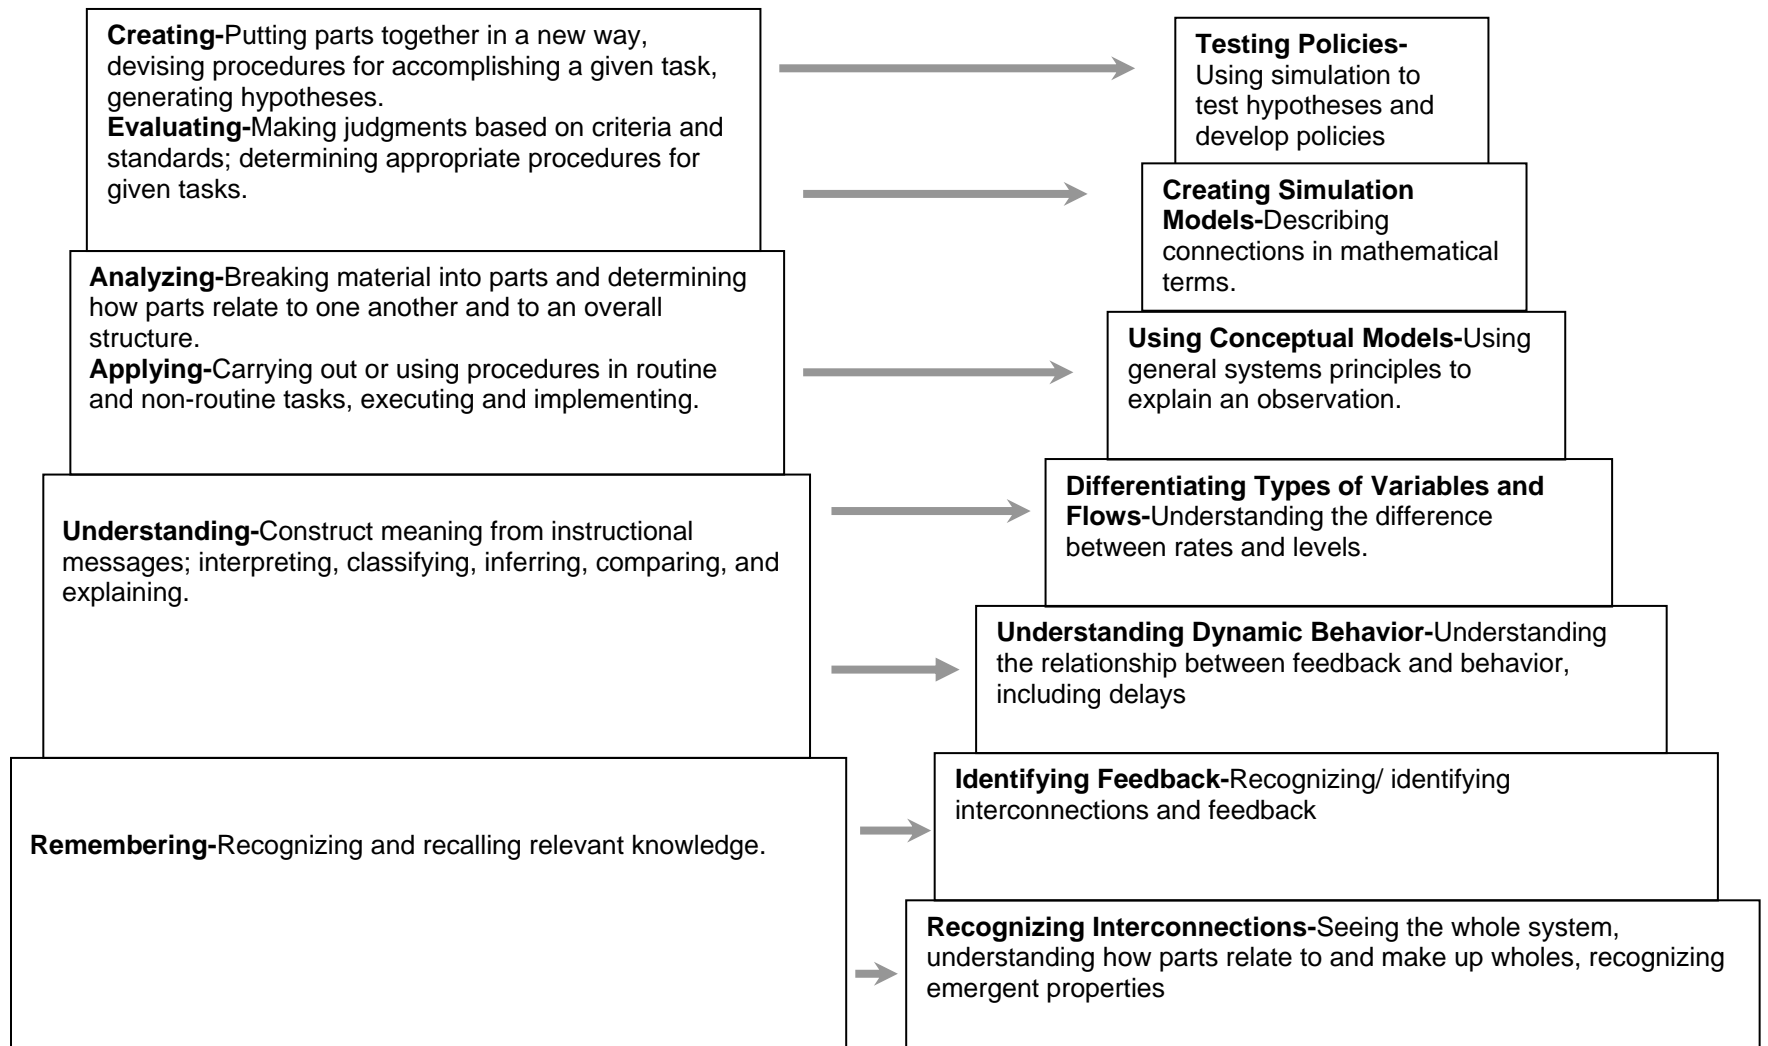 Creating-Putting parts together in a new way,
devising procedures for accomplishing a given task,
generating hypotheses.
Evaluating-Making judgments based on criteria and
standards; determining appropriate procedures for
given tasks.
Analyzing-Breaking material into parts and determining
how parts relate to one another and to an overall
structure.
Applying-Carrying out or using procedures in routine
and non-routine tasks, executing and implementing.
Understanding-Construct meaning from instructional
messages; interpreting, classifying, inferring, comparing, and
explaining.
Remembering-Recognizing and recalling relevant knowledge.
Testing Policies-
Using simulation to
test hypotheses and
develop policies
Creating Simulation
Models-Describing
connections in mathematical
terms.
Using Conceptual Models-Using
general systems principles to
explain an observation.
Differentiating Types of Variables and
Flows-Understanding the difference
between rates and levels.
Understanding Dynamic Behavior-Understanding
the relationship between feedback and behavior,
including delays
Identifying Feedback-Recognizing/ identifying
interconnections and feedback
Recognizing Interconnections-Seeing the whole system,
understanding how parts relate to and make up wholes, recognizing
emergent properties